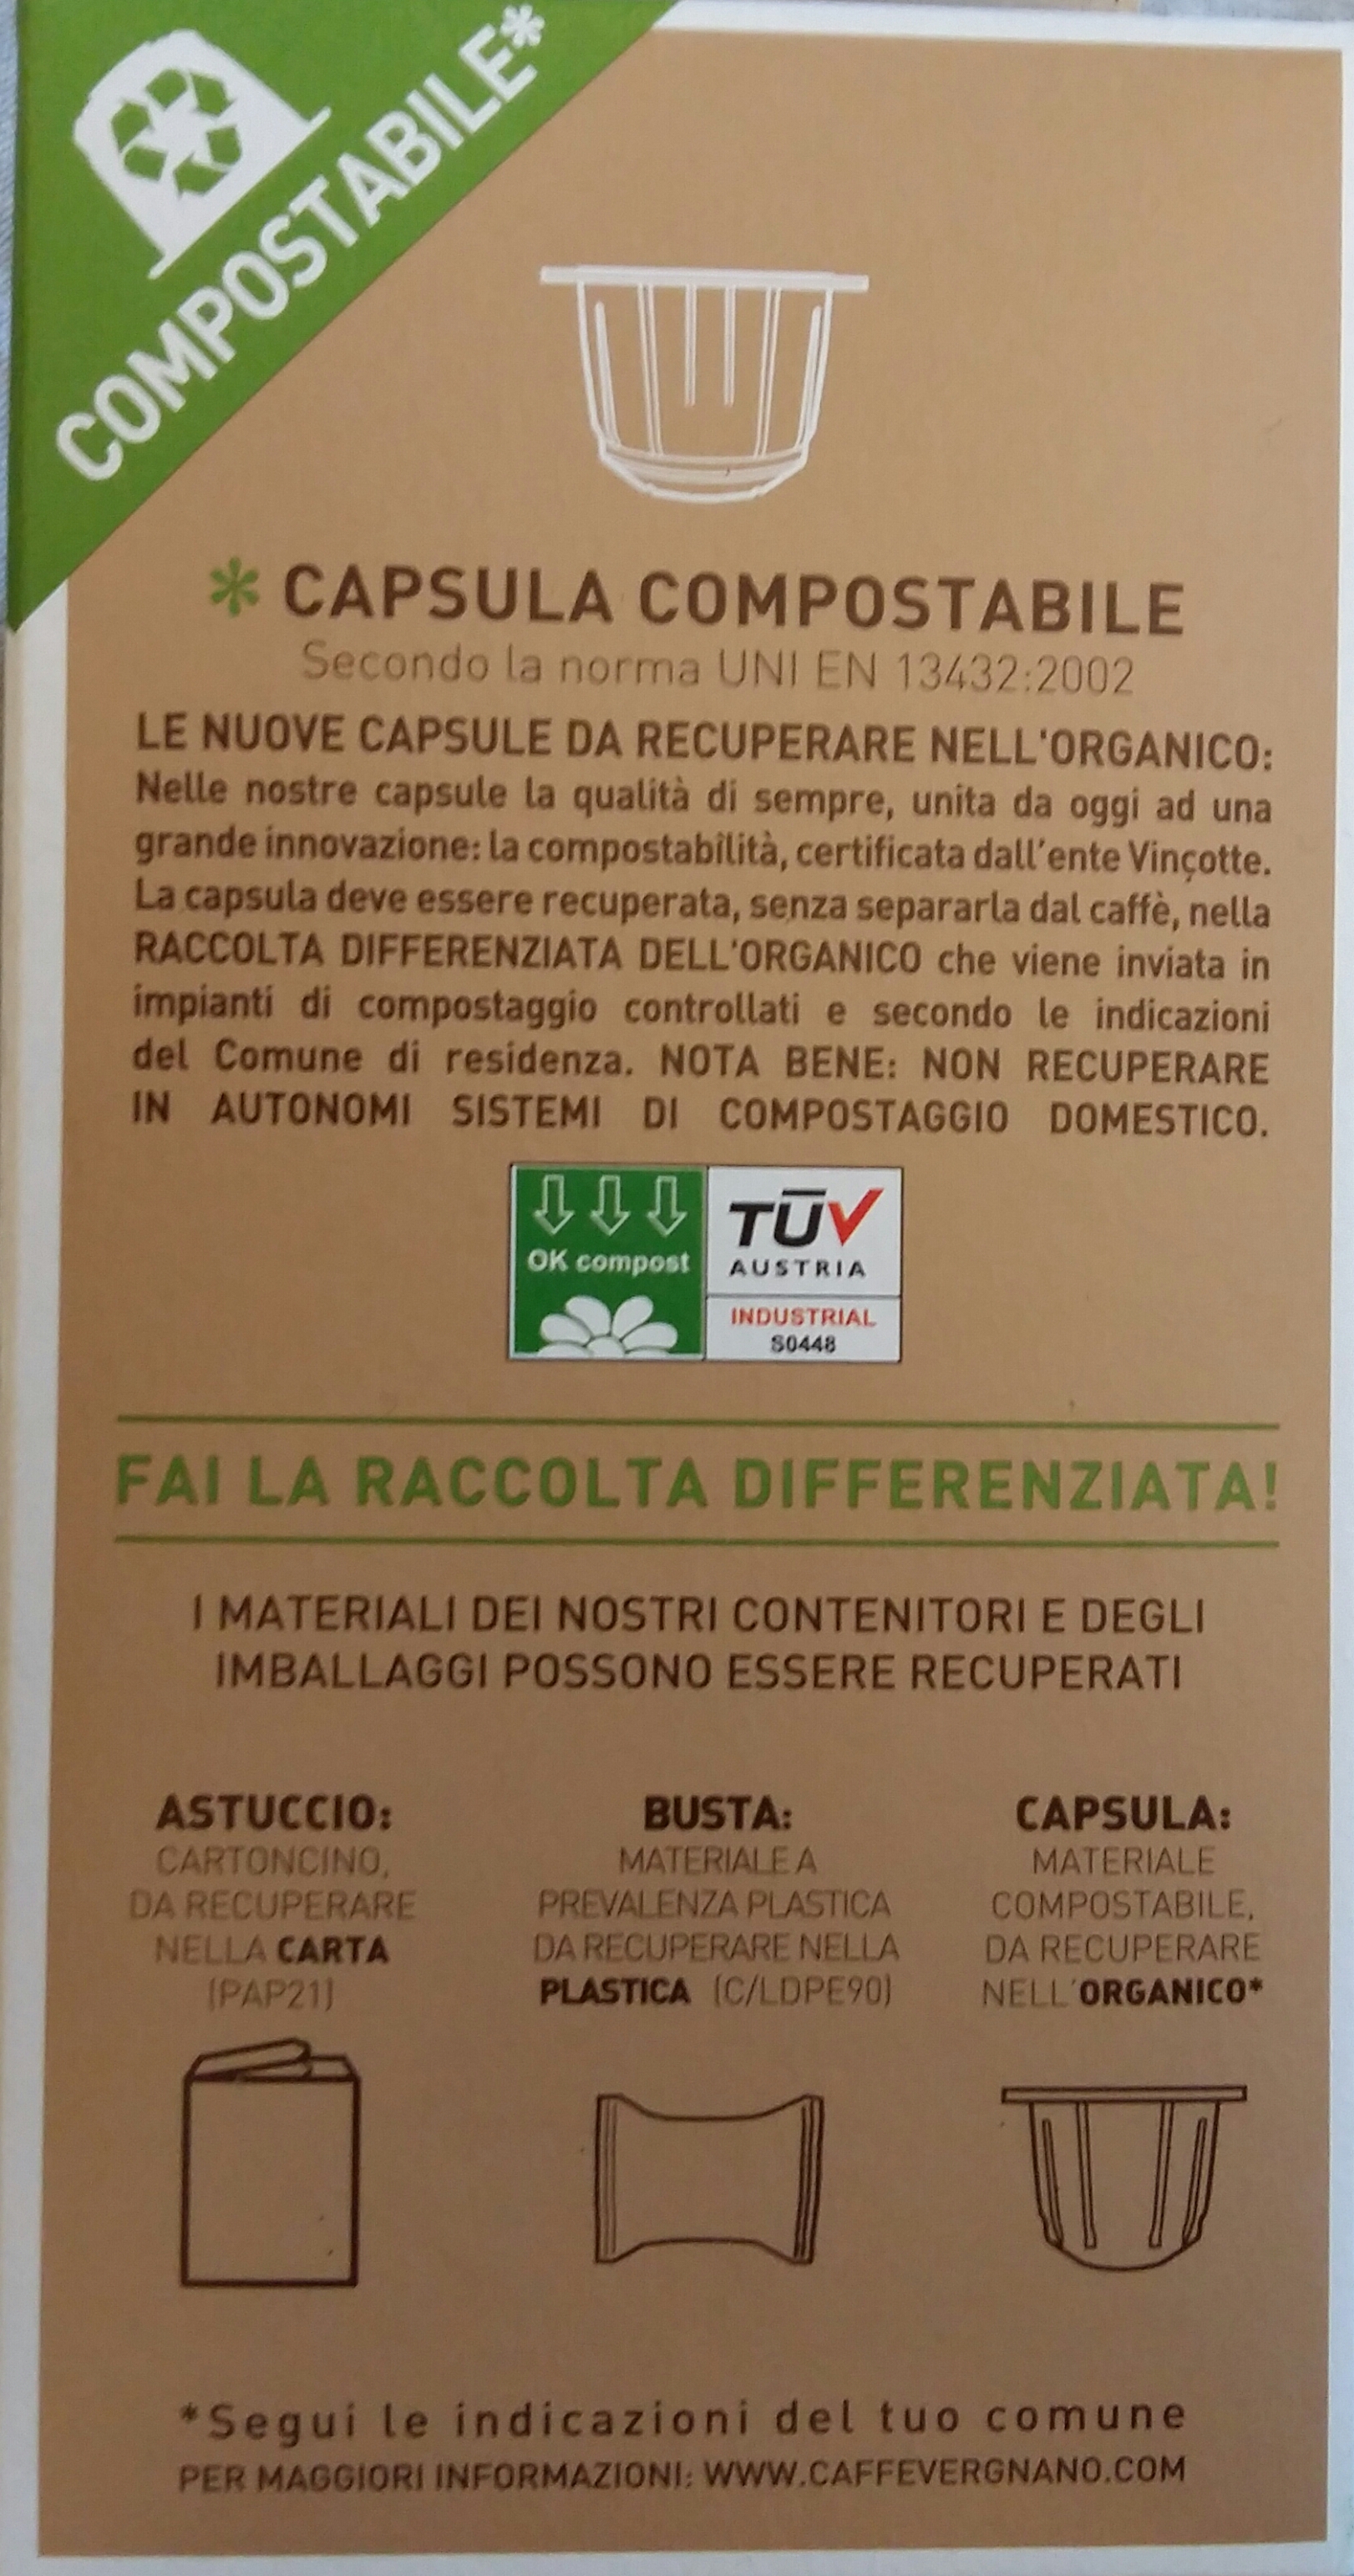 COMPOSTABILE*
* CAPSULA COMPOSTABILE
Secondo la norma UNI EN 13432:2002
LE NUOVE CAPSULE DA RECUPERARE NELL'ORGANICO:
Nelle nostre capsule la qualità di sempre, unita da oggi ad una
grande innovazione: la compostabilità, certificata dall'ente Vinçotte.
La capsula deve essere recuperata, senza separarla dal caffè, nella
RACCOLTA DIFFERENZIATA DELL'ORGANICO che viene inviata in
impianti di compostaggio controllati e secondo le indicazioni
del Comune di residenza. NOTA BENE: NON RECUPERARE
IN AUTONOMI SISTEMI DI COMPOSTAGGIO DOMESTICO.
OK compost
TÜV
AUSTRIA
INDUSTRIAL
S0448
FAI LA RACCOLTA DIFFERENZIATA!
I MATERIALI DEI NOSTRI CONTENITORI E DEGLI
IMBALLAGGI POSSONO ESSERE RECUPERATI
ASTUCCIO:
CARTONCINO,
DA RECUPERARE
NELLA CARTA
(PAP21)
BUSTA:
MATERIALE A
PREVALENZA PLASTICA
DA RECUPERARE NELLA
PLASTICA (C/LDPE90)
CAPSULA:
MATERIALE
COMPOSTABILE,
DA RECUPERARE
NELL'ORGANICO*
*Segui le indicazioni del tuo comune
PER MAGGIORI INFORMAZIONI: WWW.CAFFEVERGNANO.COM